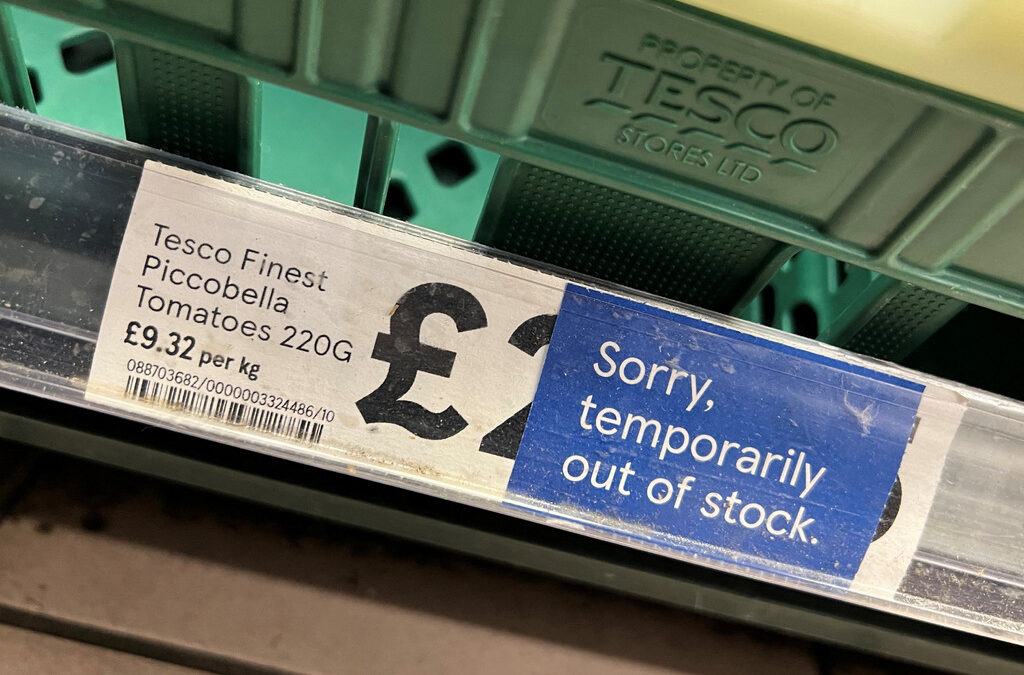 PROPERTY OF
TESCO
STORES LTD
Tesco Finest
Piccobella
Tomatoes 220G
£9.32 per kg
088703682/0000003324486/10
£2
Sorry,
temporarily
out of stock.